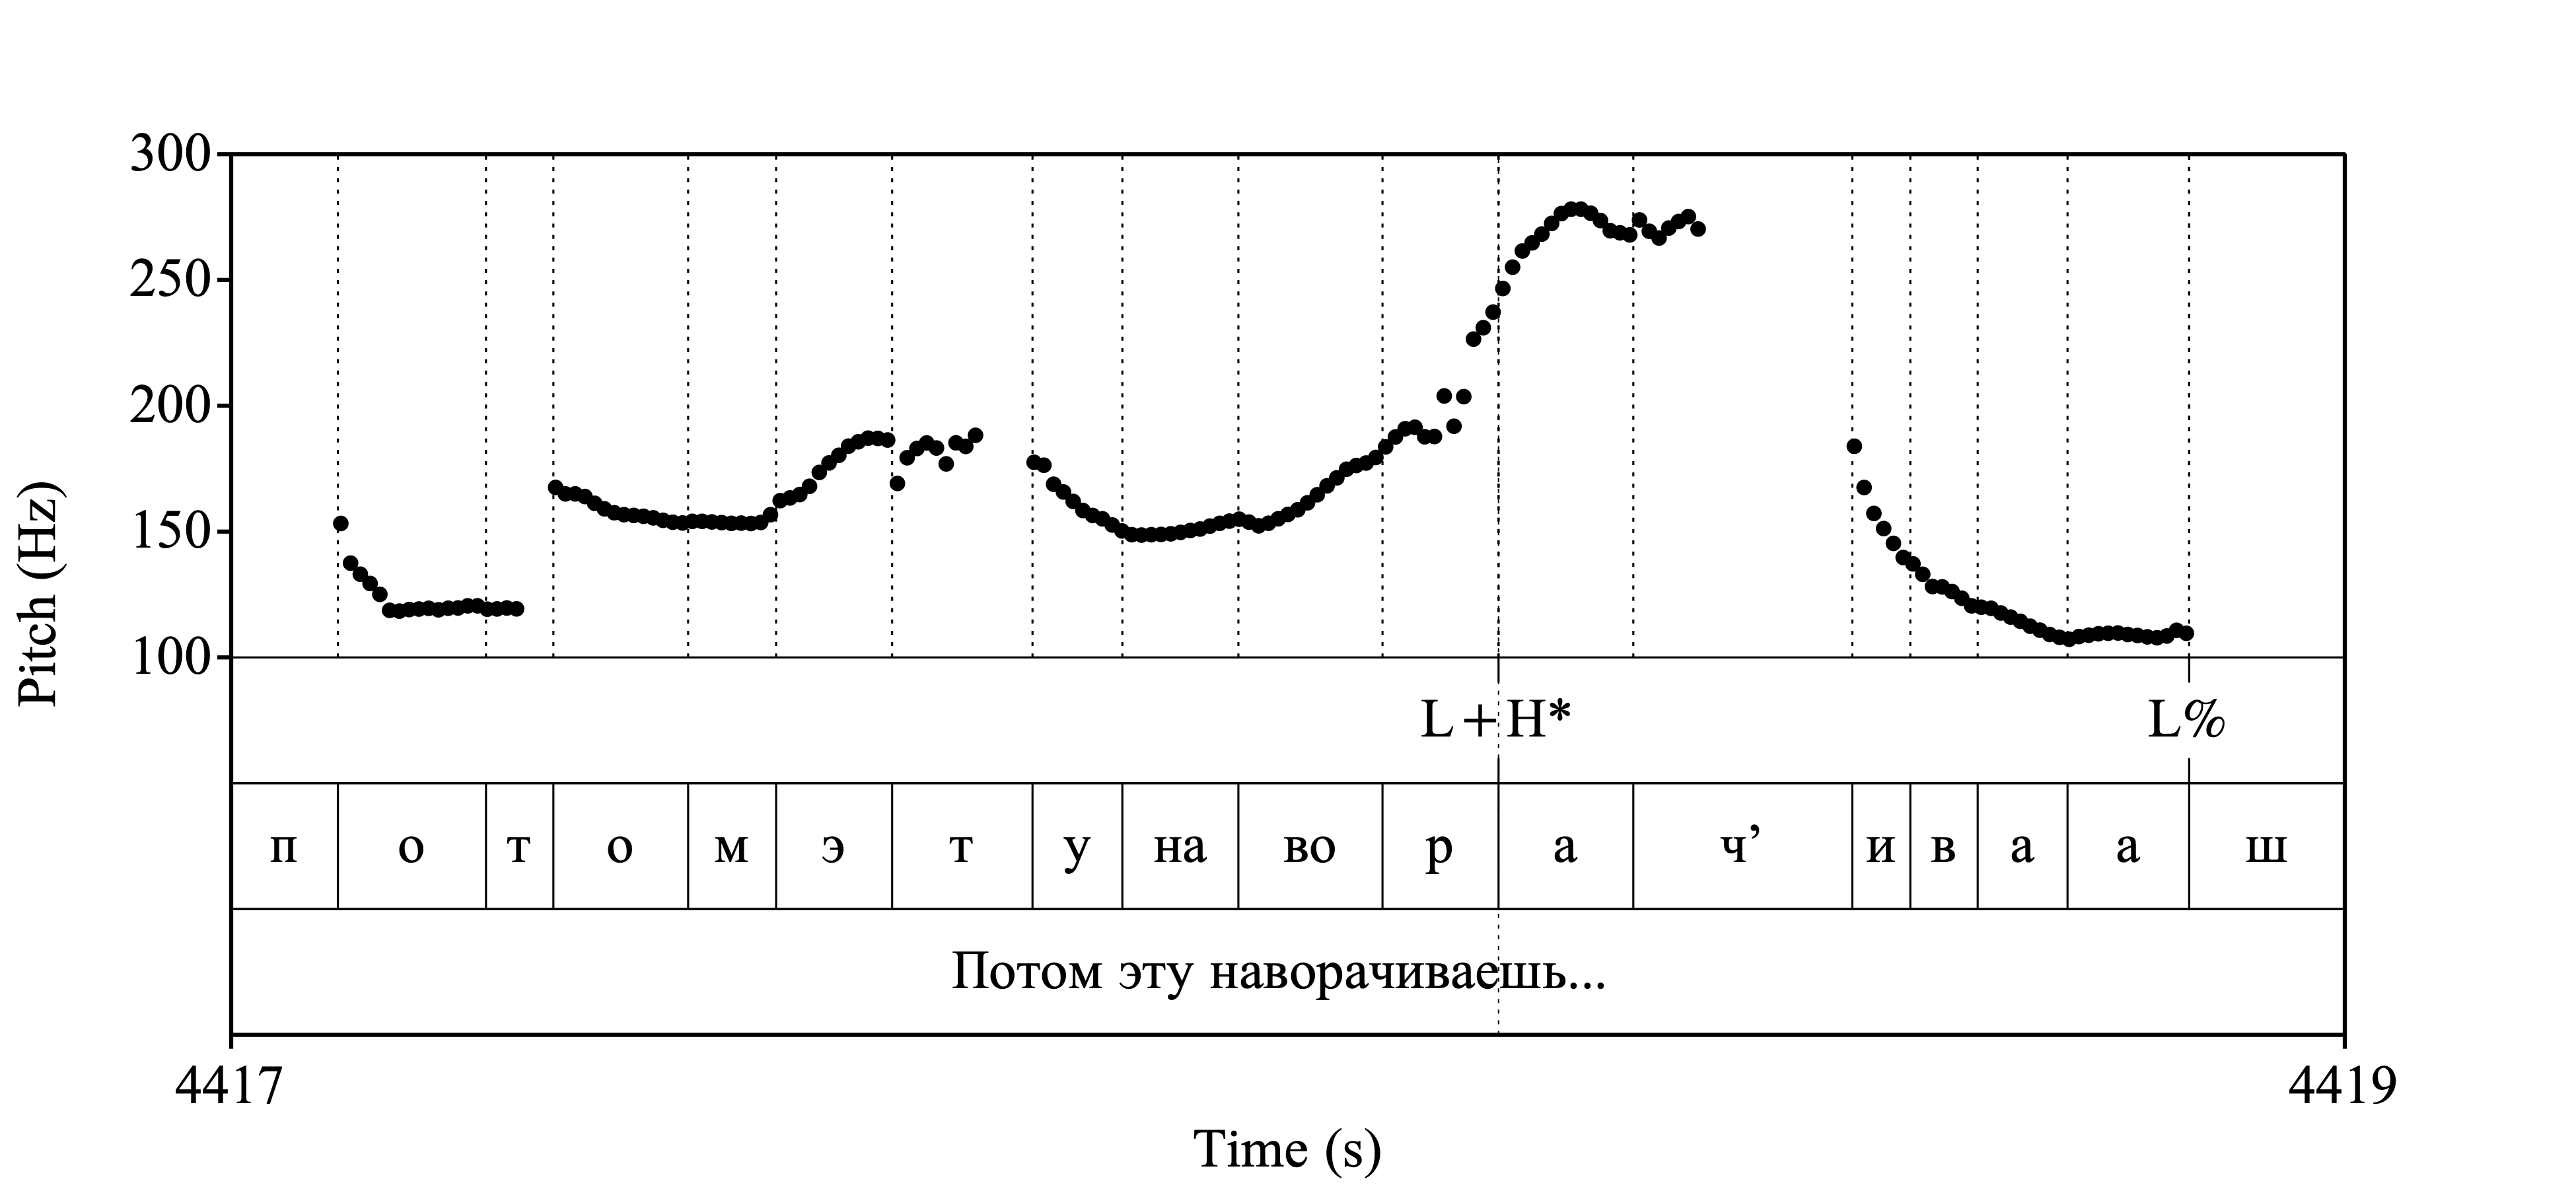 300
250
200
150
100
Pitch (Hz)
L+H* L%
п о т о м э т у на во р а ч’ и в а а ш
Потом эту наворачиваешь...
4417 4419
Time (s)